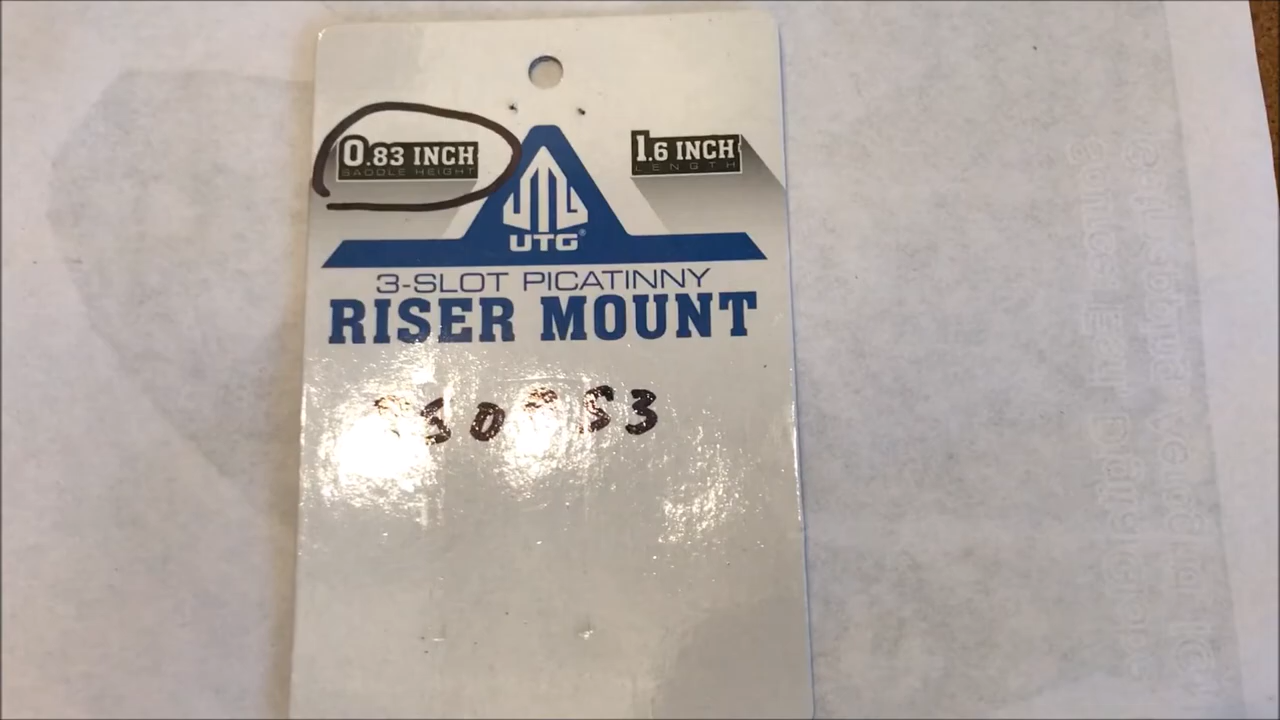 0.83 INCH
SADDLE HEIGHT
1.6 INCH
LENGTH
UTG®
3-SLOT PICATINNY
RISER MOUNT